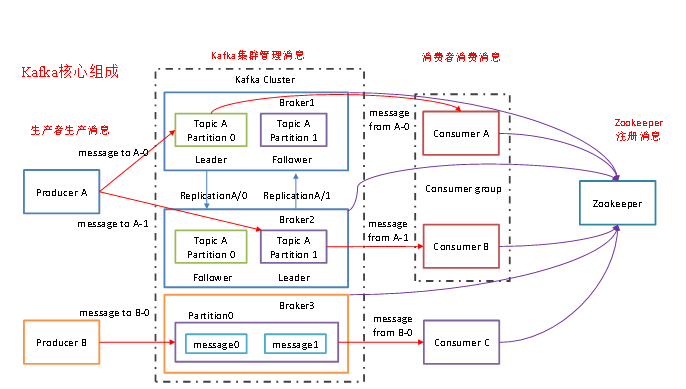 Kafka集群管理消息
消费者消费消息
Kafka核心组成
Kafka Cluster
Broker1
message
from A-0
Zookeeper
注册消息
生产者生产消息
Topic A
Partition 0
Topic A
Partition 1
Consumer A
message to A-0
Leader
Follower
Producer A
ReplicationA/0
ReplicationA/1
Consumer group
Zookeeper
message to A-1
Broker2
message
from A-1
Topic A
Partition 0
Topic A
Partition 1
Consumer B
Follower
Leader
message to B-0
Broker3
Partition0
message
from B-0
Producer B
message0
message1
Consumer C